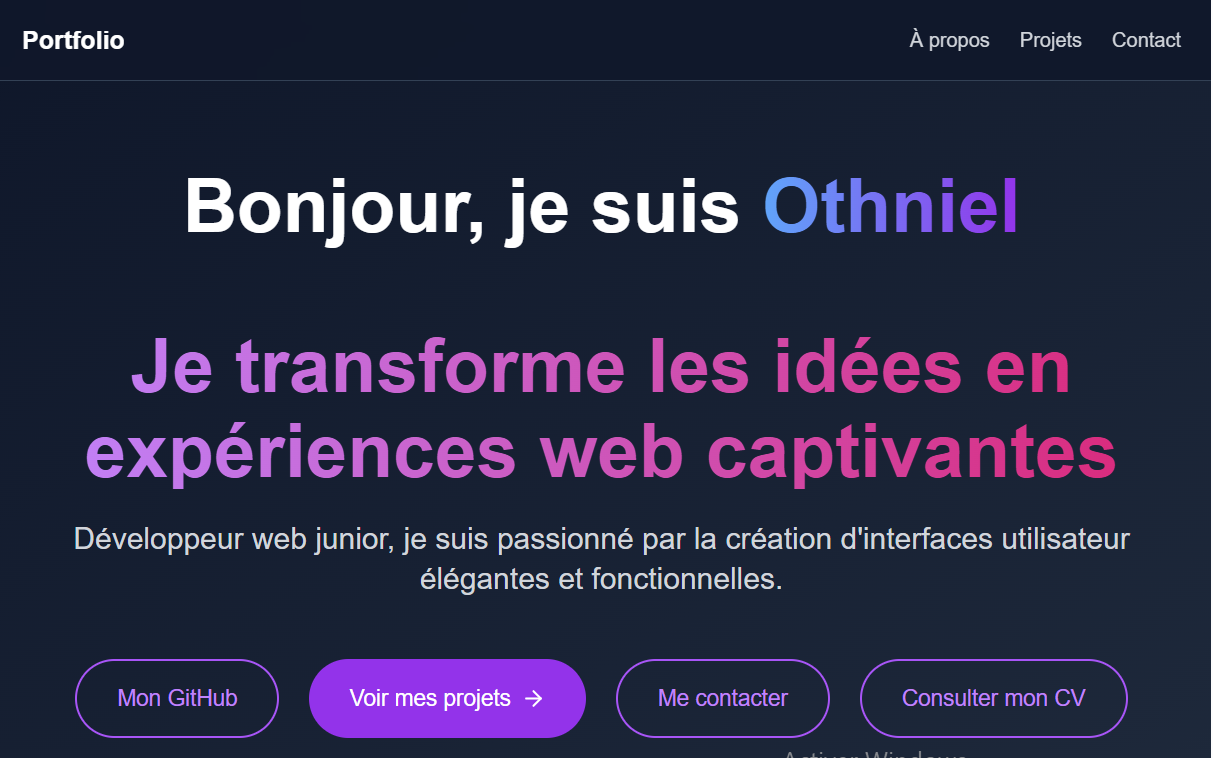 Portfolio
À propos Projets Contact
Bonjour, je suis Othniel
Je transforme les idées en
expériences web captivantes
Développeur web junior, je suis passionné par la création d'interfaces utilisateur
élégantes et fonctionnelles.
Mon GitHub Voir mes projets → Me contacter Consulter mon CV
Activer Windows